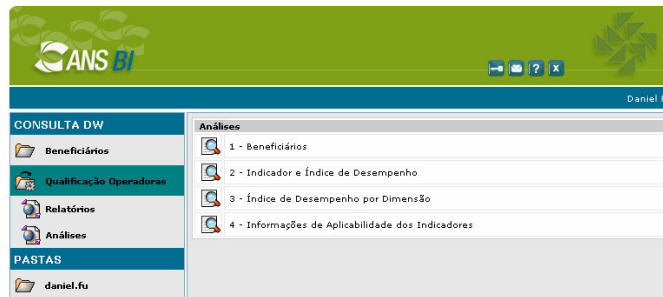 ANS BI
? X
Daniel
CONSULTA DW
Beneficiários
Qualificação Operadoras
Relatórios
Análises
PASTAS
daniel.fu
Análises
1 - Beneficiários
2 - Indicador e Índice de Desempenho
3 - Índice de Desempenho por Dimensão
4 - Informações de Aplicabilidade dos Indicadores